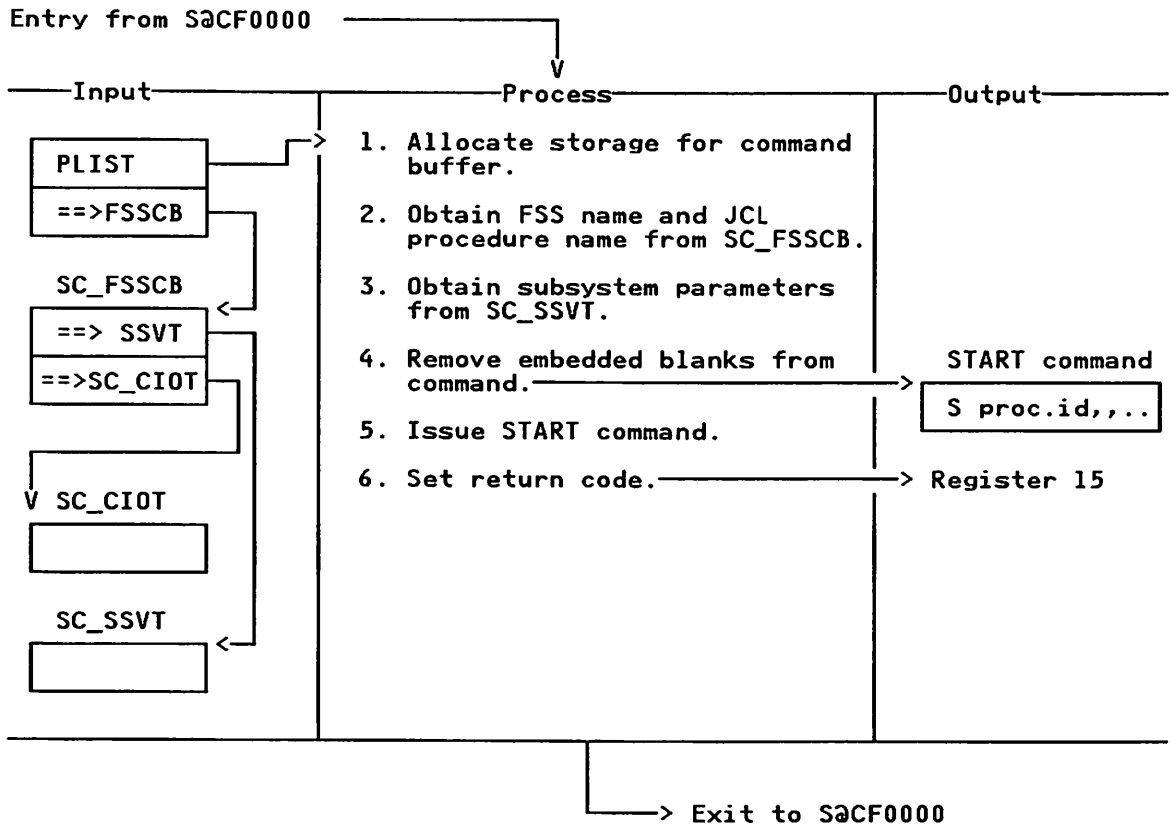 Entry from S@CF0000
Input
Process
Output
PLIST
==>FSSCB
SC_FSSCB
==> SSVT
==>SC_CIOT
SC_CIOT
SC_SSVT
1. Allocate storage for command
buffer.
2. Obtain FSS name and JCL
procedure name from SC_FSSCB.
3. Obtain subsystem parameters
from SC_SSVT.
4. Remove embedded blanks from
command.
5. Issue START command.
6. Set return code.
START command
S proc.id,,..
Register 15
Exit to S@CF0000